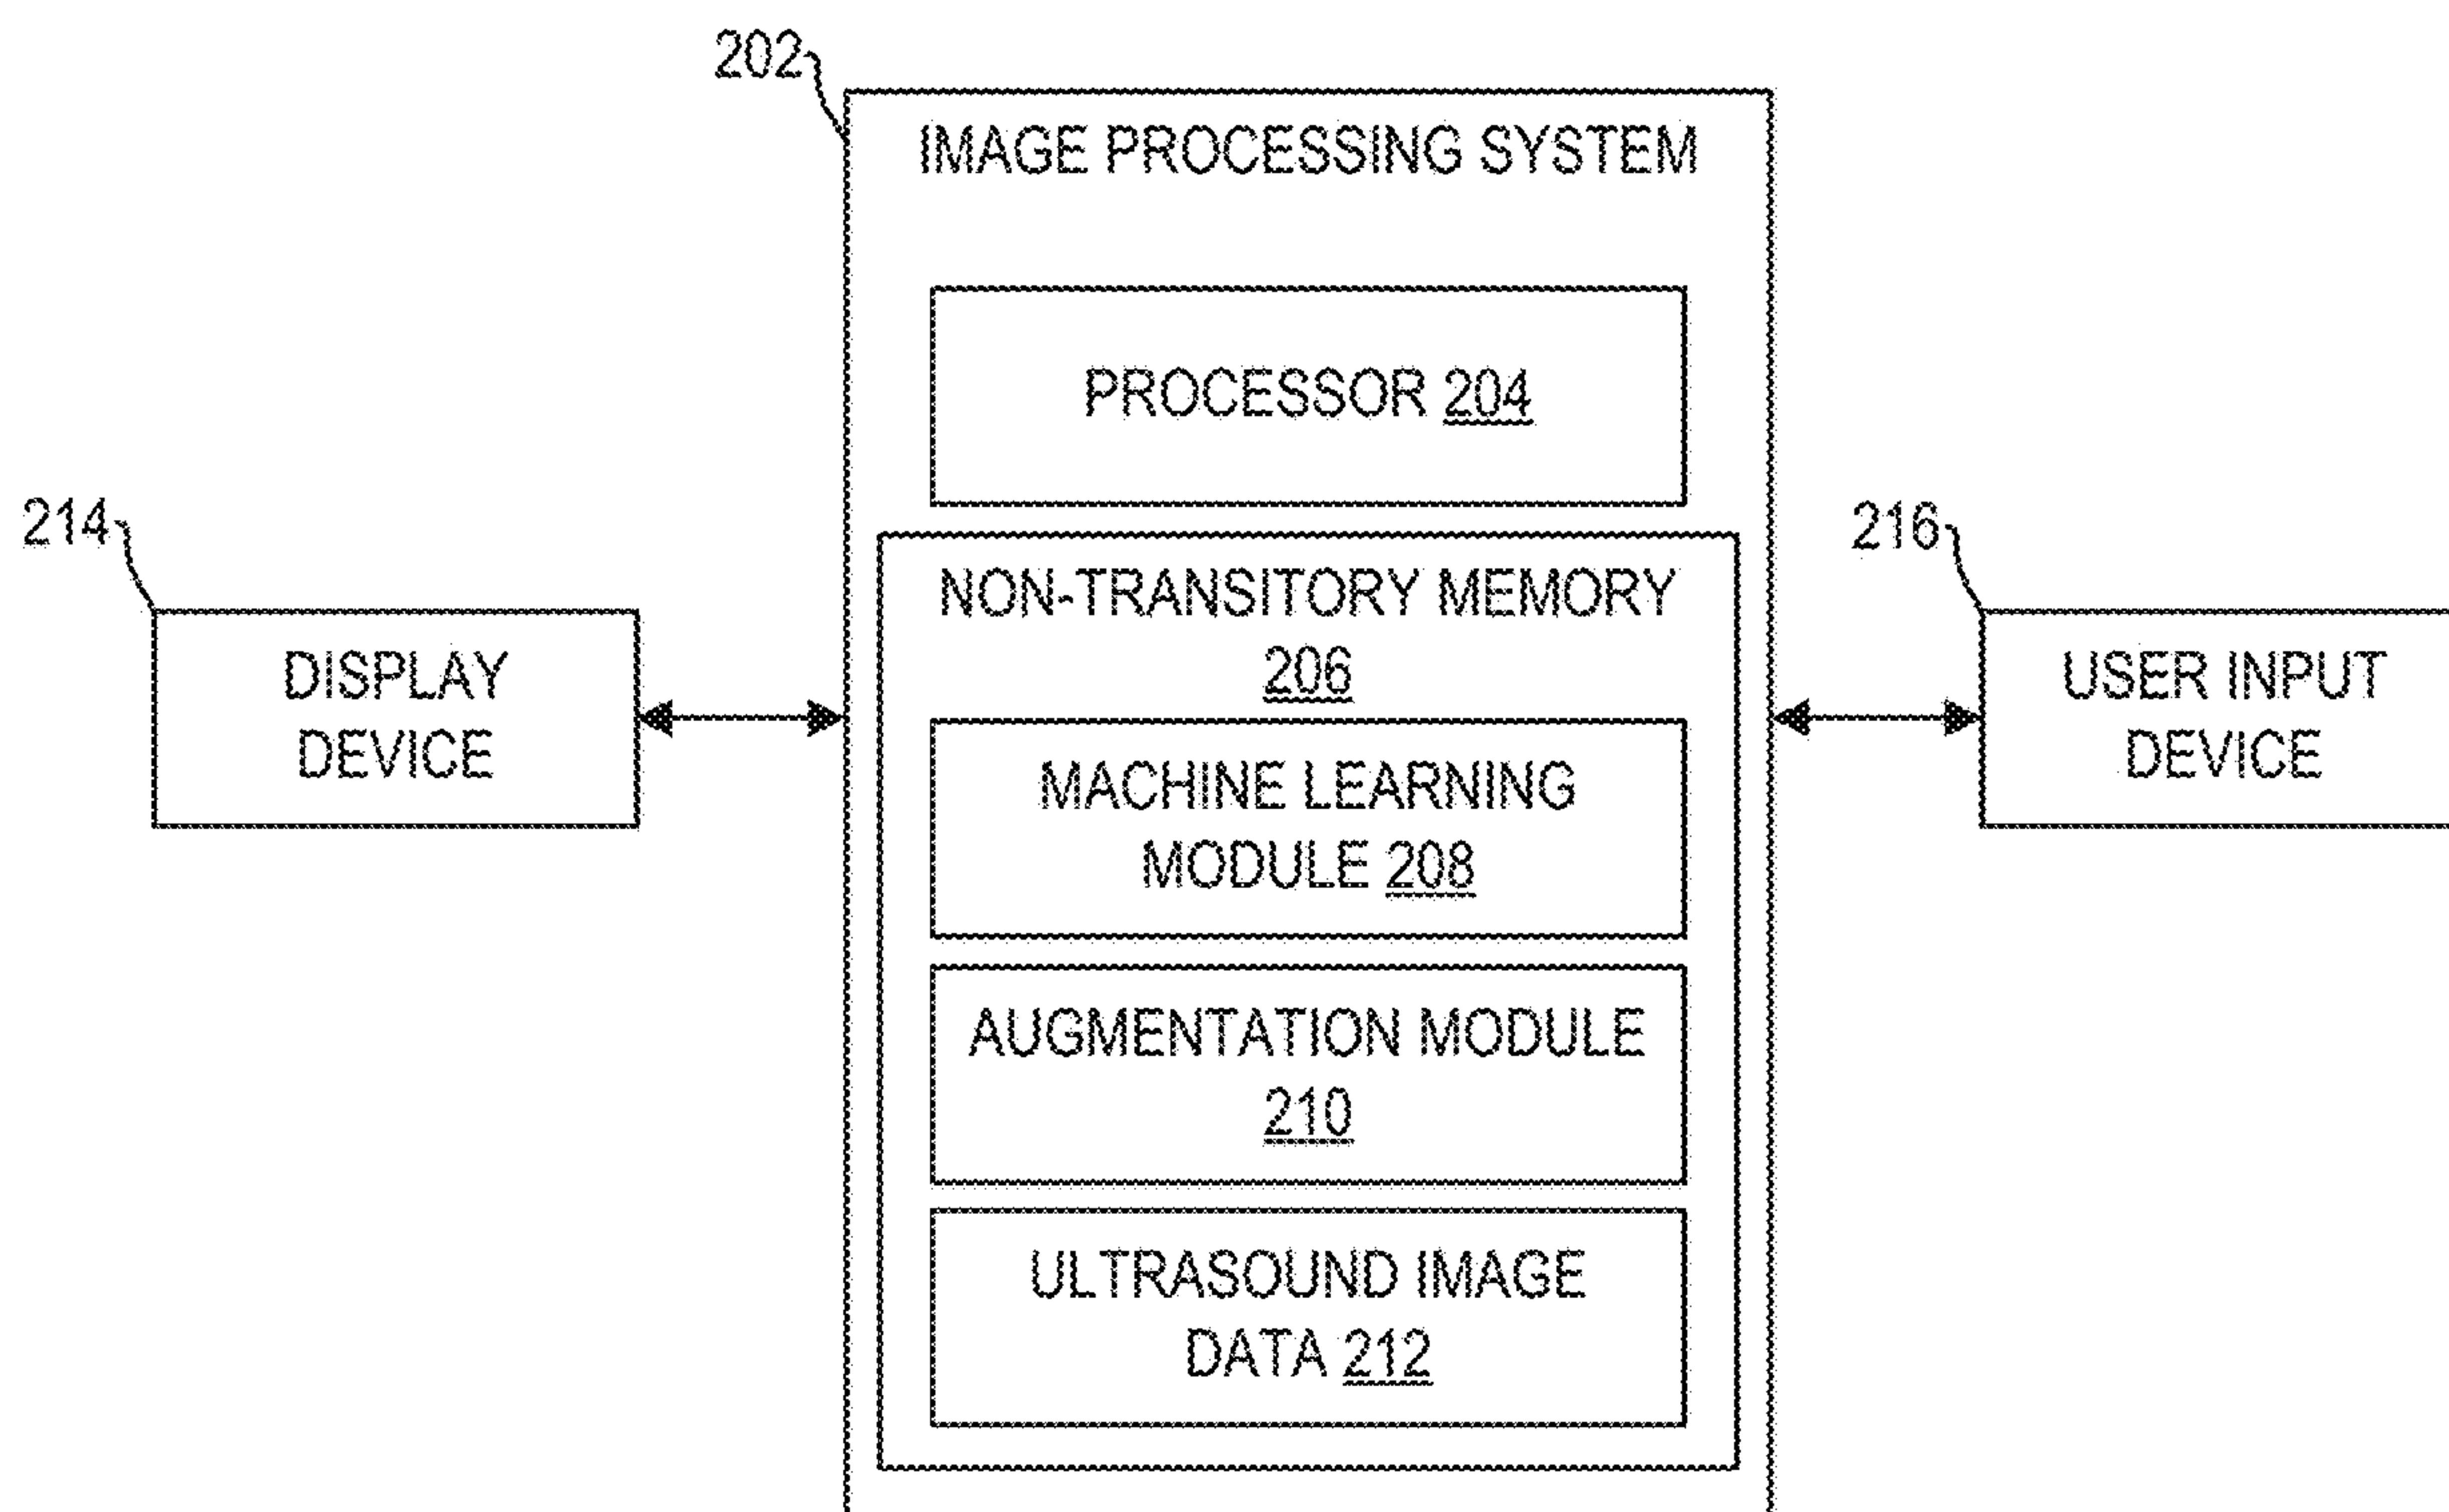 202
IMAGE PROCESSING SYSTEM
PROCESSOR 204
214
216
NON-TRANSITORY MEMORY
206
DISPLAY
DEVICE
USER INPUT
DEVICE
MACHINE LEARNING
MODULE 208
AUGMENTATION MODULE
210
ULTRASOUND IMAGE
DATA 212